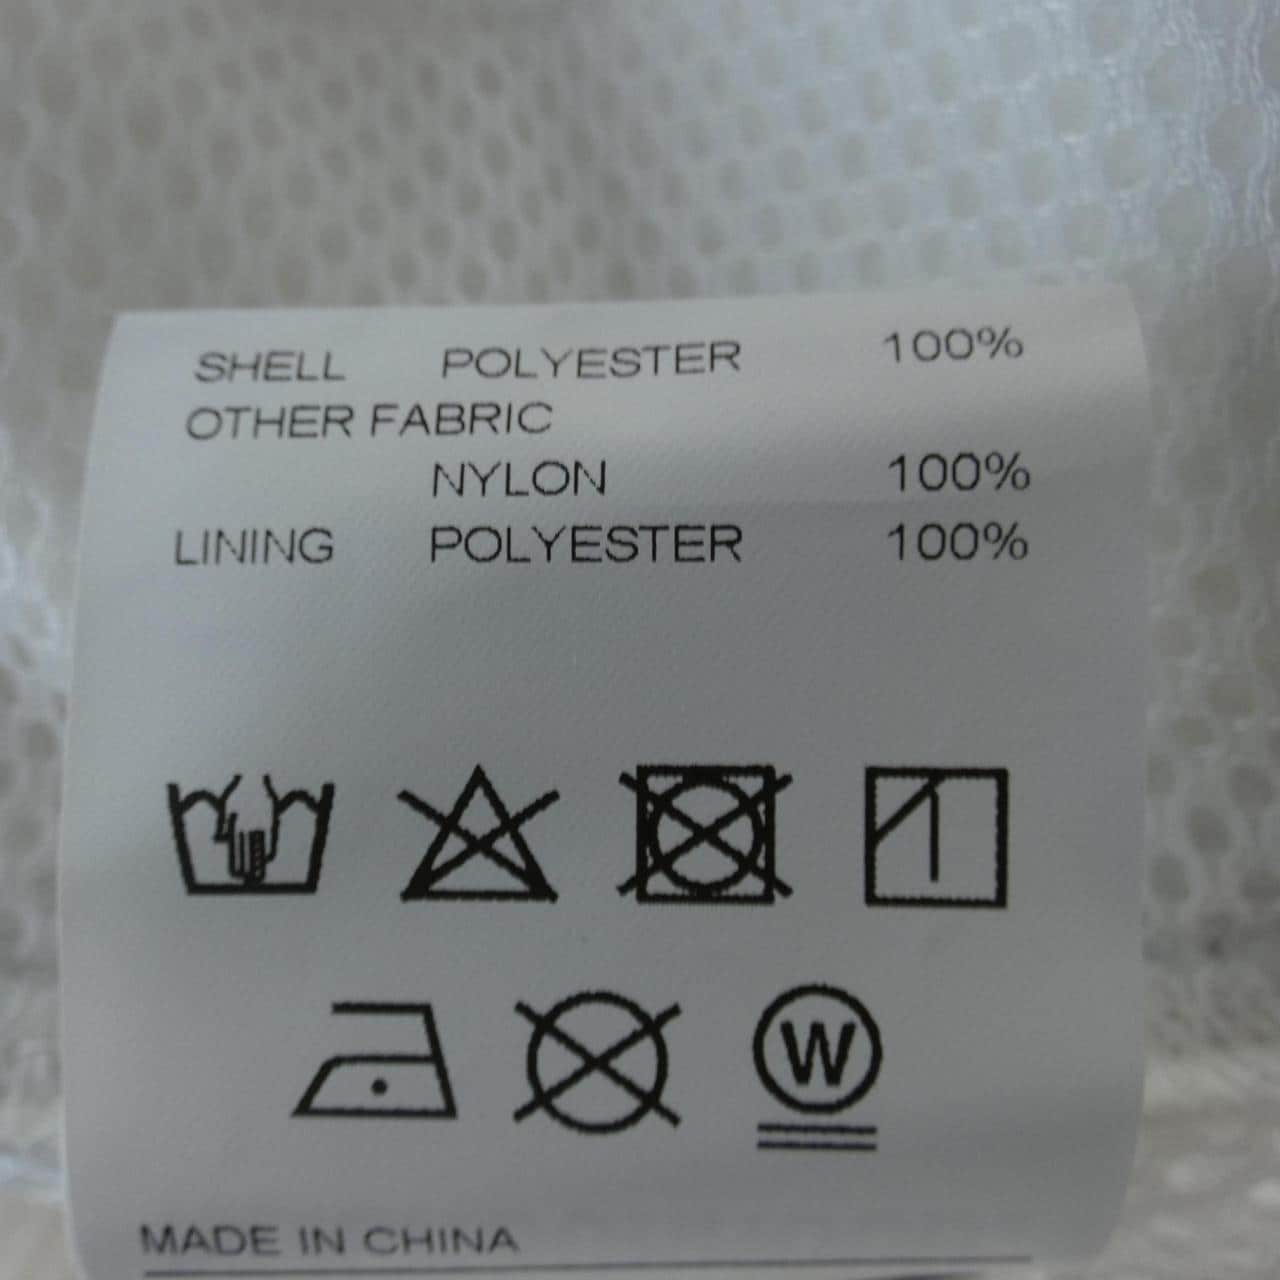 SHELL POLYESTER 100%
OTHER FABRIC
NYLON 100%
LINING POLYESTER 100%
W
MADE IN CHINA